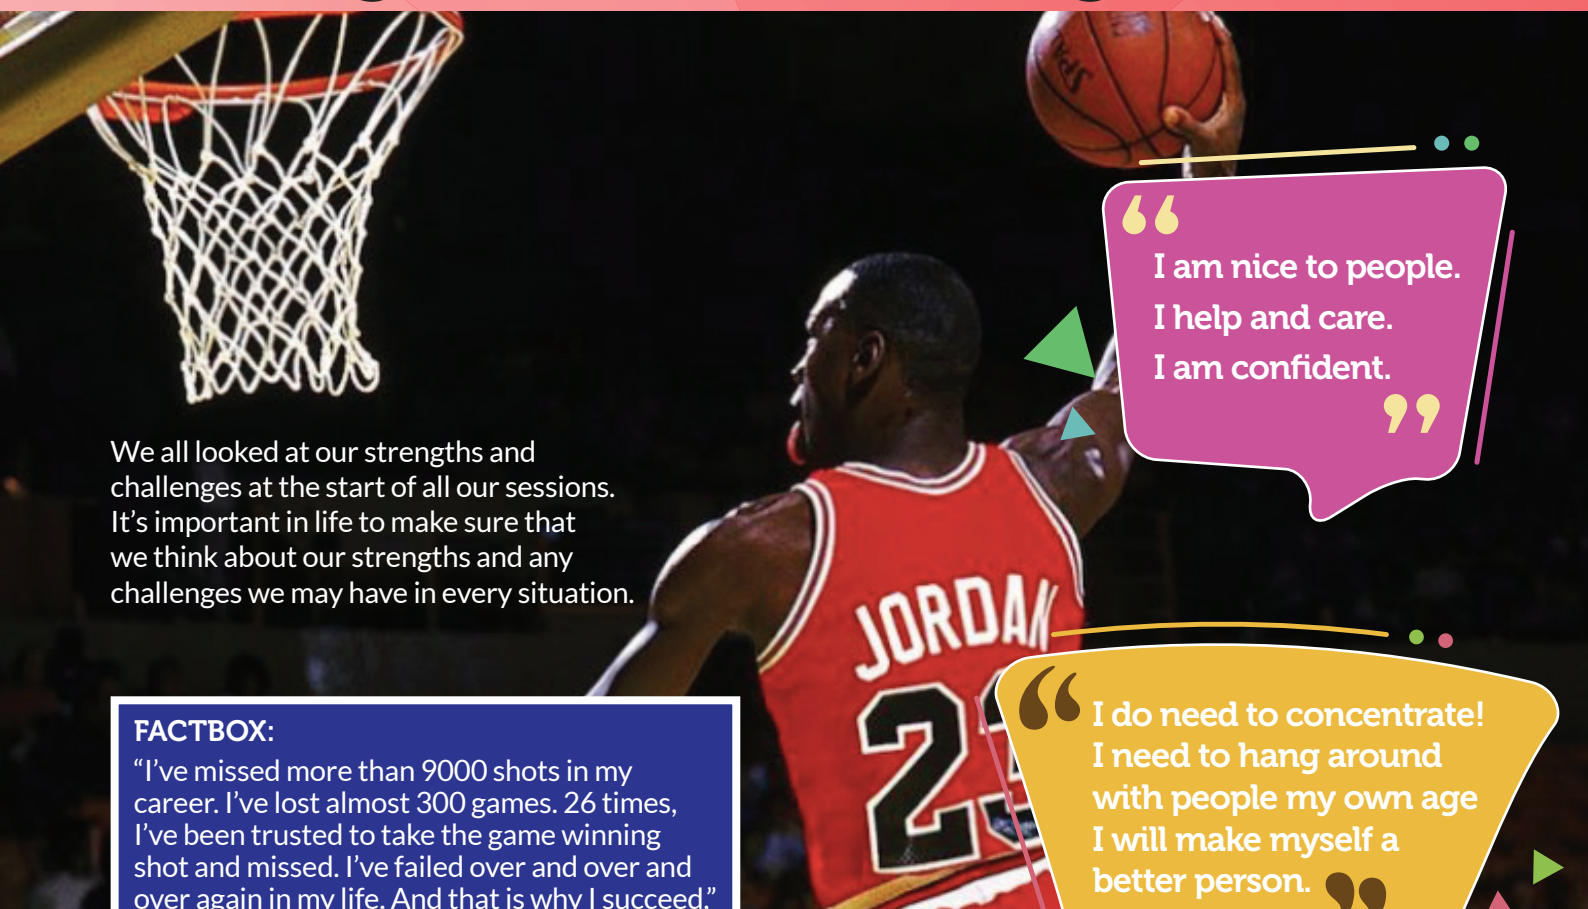 SPALDING
I am nice to people.
I help and care.
I am confident.
We all looked at our strengths and
challenges at the start of all our sessions.
It’s important in life to make sure that
we think about our strengths and any
challenges we may have in every situation.
JORDAN
23
I do need to concentrate!
I need to hang around
with people my own age
I will make myself a
better person.
FACTBOX:
“I’ve missed more than 9000 shots in my
career. I’ve lost almost 300 games. 26 times,
I’ve been trusted to take the game winning
shot and missed. I’ve failed over and over and
over again in my life. And that is why I succeed.”